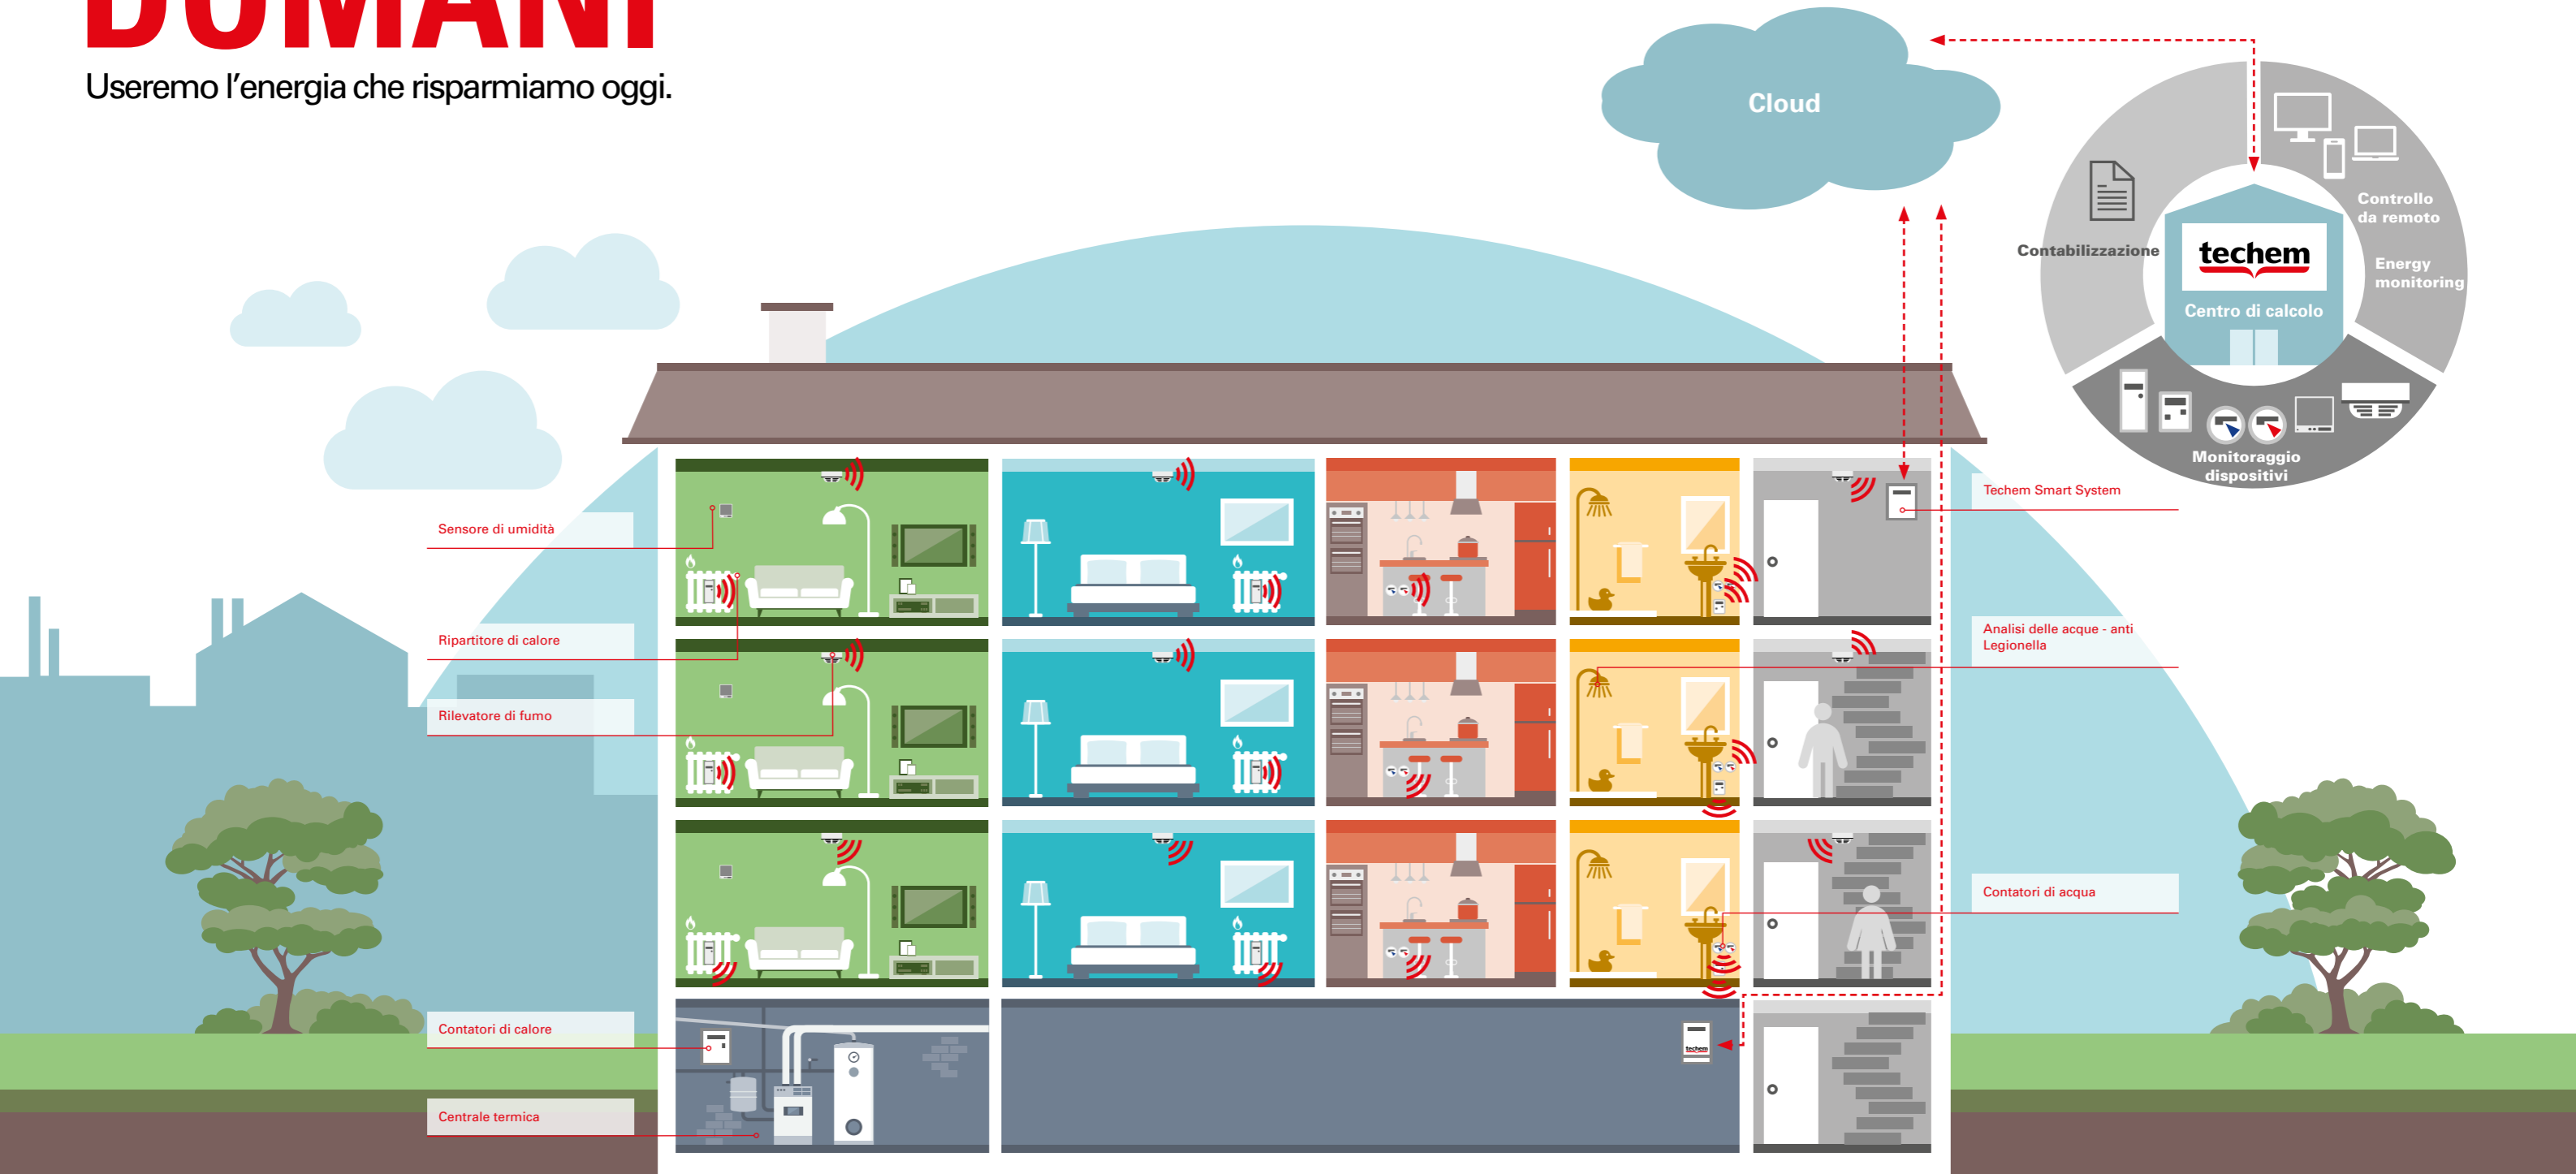 DOMANI
Useremo l'energia che risparmiamo oggi.
Cloud
Contabilizzazione
Controllo
da remoto
Energy
monitoring
techem
Centro di calcolo
Monitoraggio
dispositivi
Sensore di umidità
Ripartitore di calore
Rilevatore di fumo
Contatori di calore
Centrale termica
Techem Smart System
Analisi delle acque - anti
Legionella
Contatori di acqua
techem